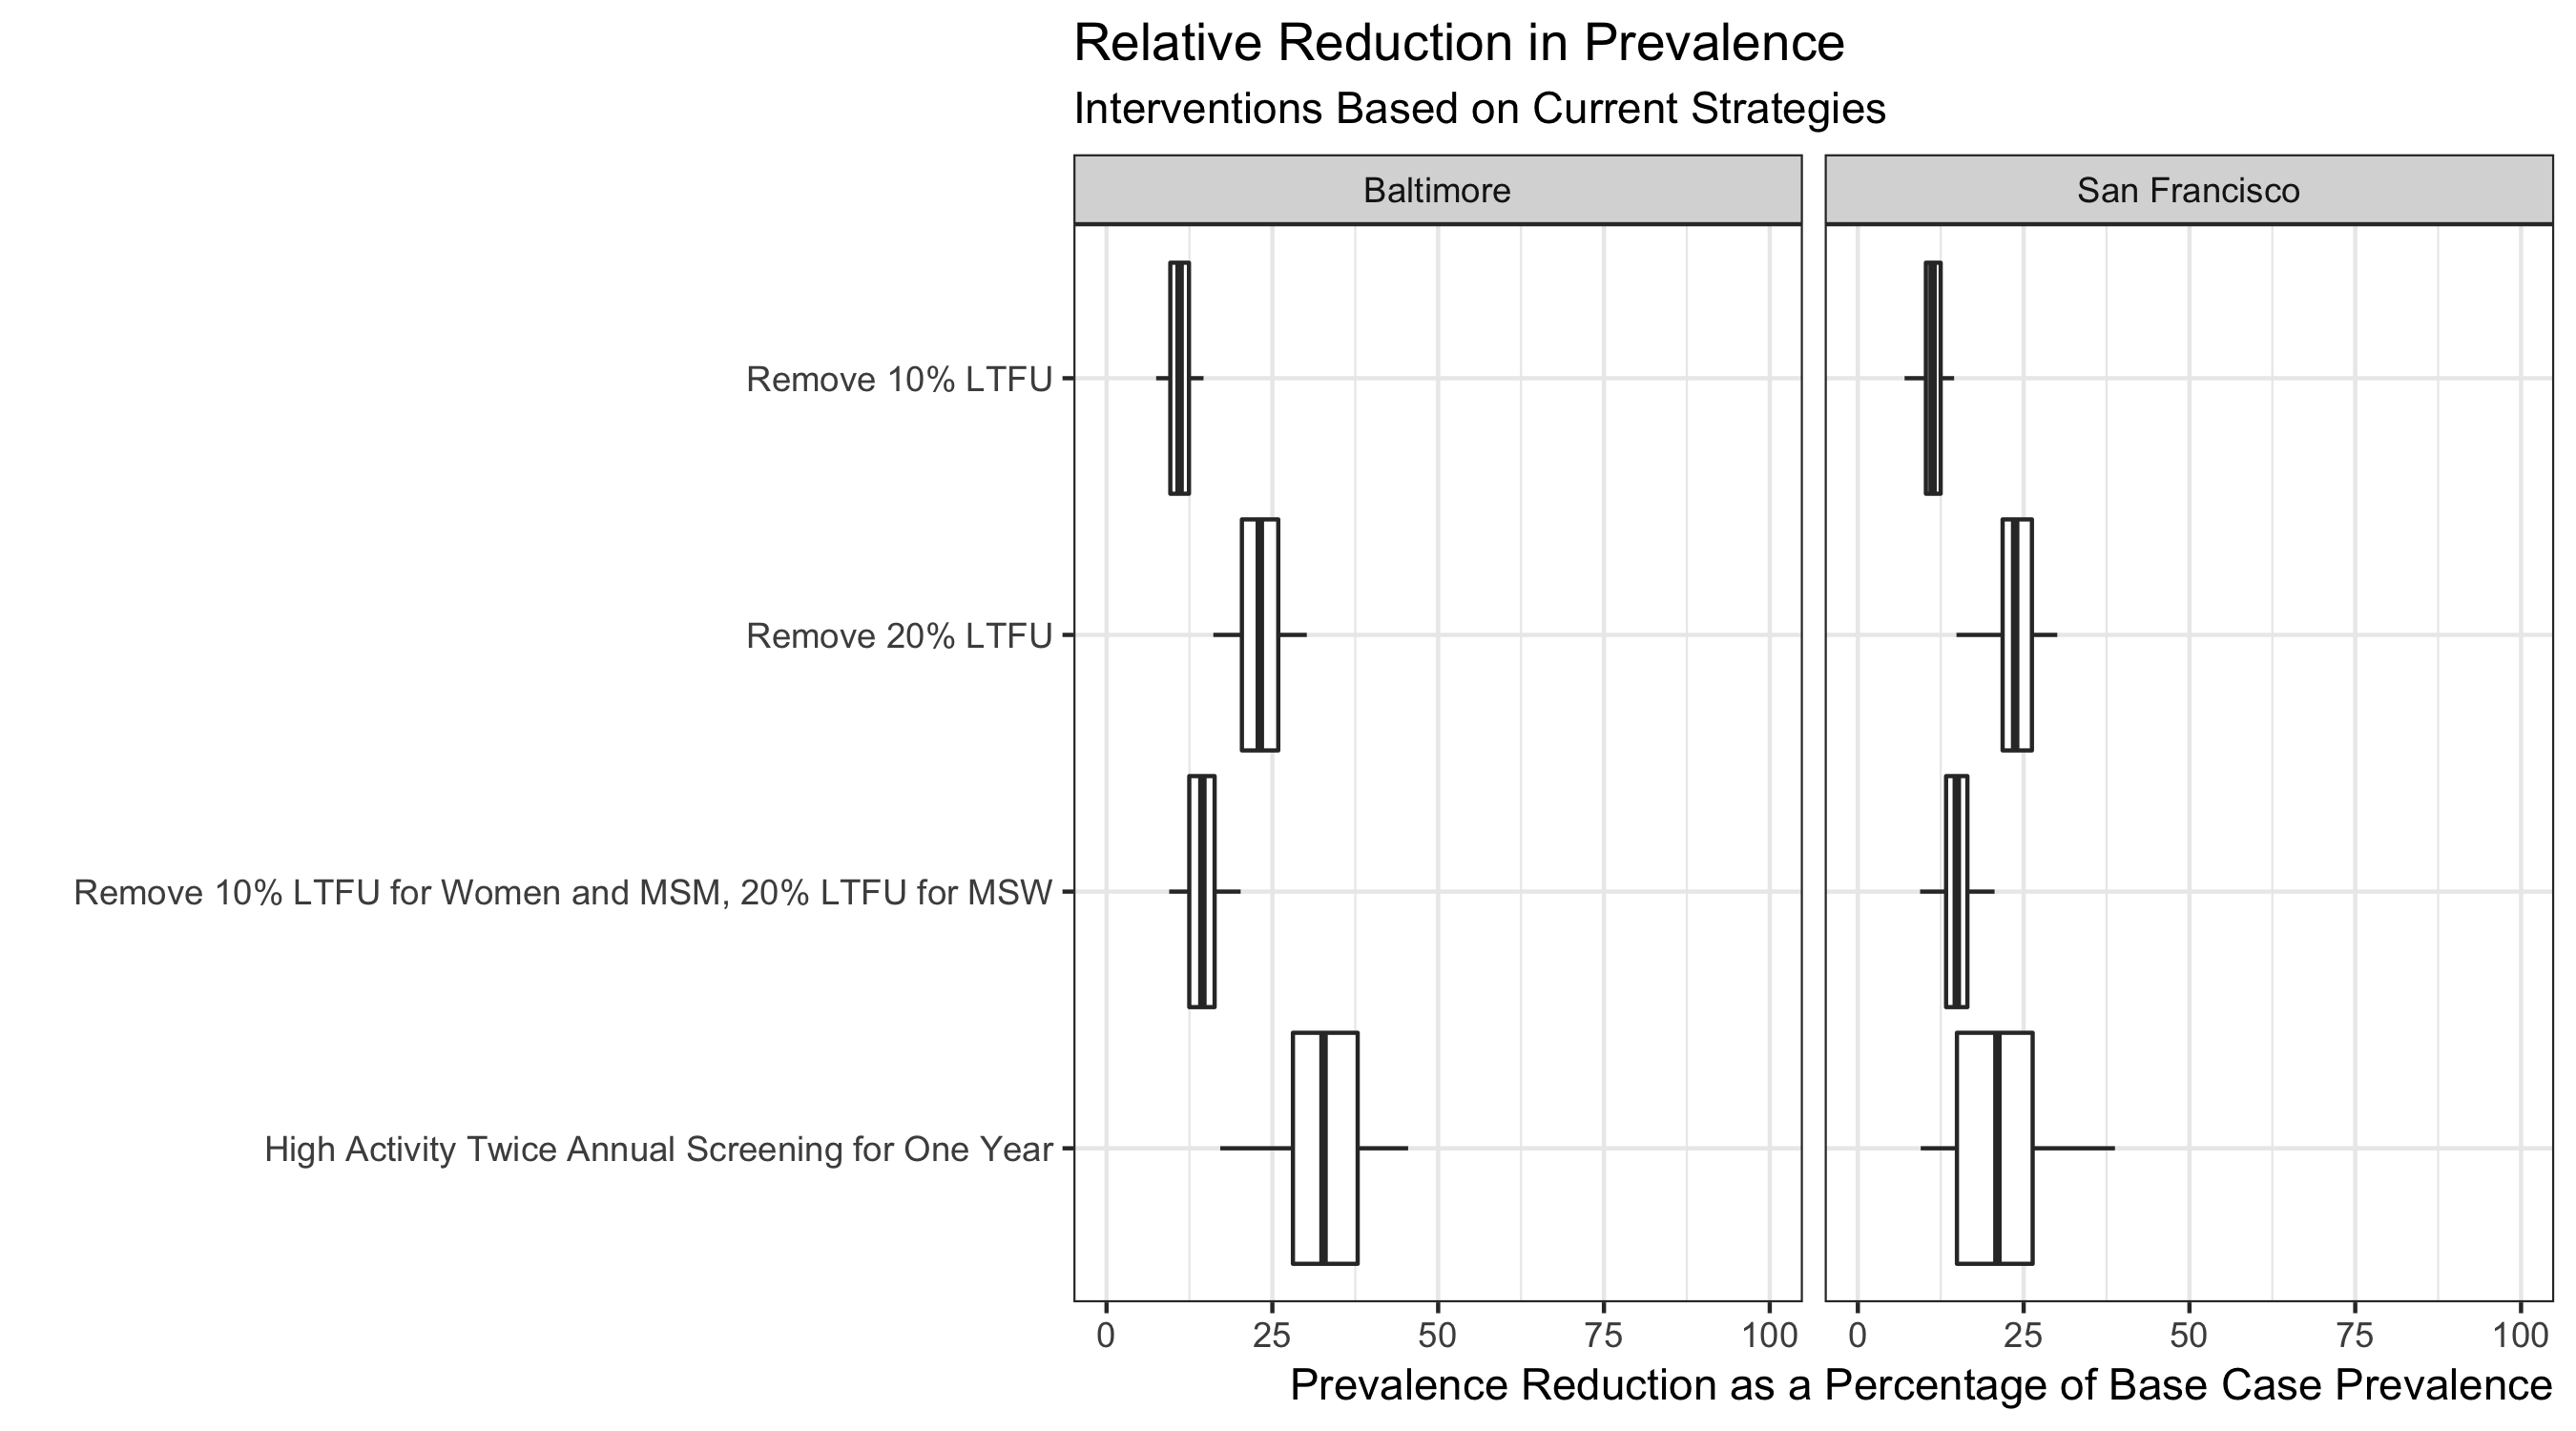 Relative Reduction in Prevalence
Interventions Based on Current Strategies
Baltimore
San Francisco
Remove 10% LTFU
Remove 20% LTFU
Remove 10% LTFU for Women and MSM, 20% LTFU for MSW
High Activity Twice Annual Screening for One Year
0 25 50 75 100
0 25 50 75 100
Prevalence Reduction as a Percentage of Base Case Prevalence